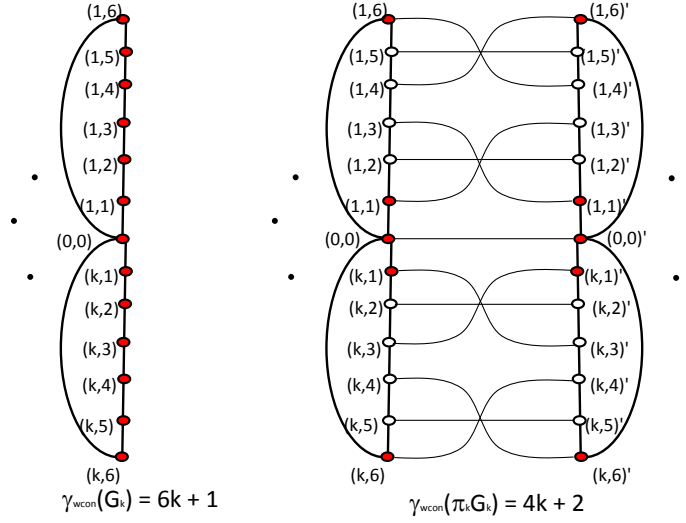 (1,6)
(1,5)
(1,4)
(1,3)
(1,2)
(1,1)
(0,0)
(k,1)
(k,2)
(k,3)
(k,4)
(k,5)
(k,6)
γwcon(Gk) = 6k + 1
(1,6) (1,6)'
(1,5) (1,5)'
(1,4) (1,4)'
(1,3) (1,3)'
(1,2) (1,2)'
(1,1) (1,1)'
(0,0) (0,0)'
(k,1) (k,1)'
(k,2) (k,2)'
(k,3) (k,3)'
(k,4) (k,4)'
(k,5) (k,5)'
(k,6) (k,6)'
γwcon(πkGk) = 4k + 2